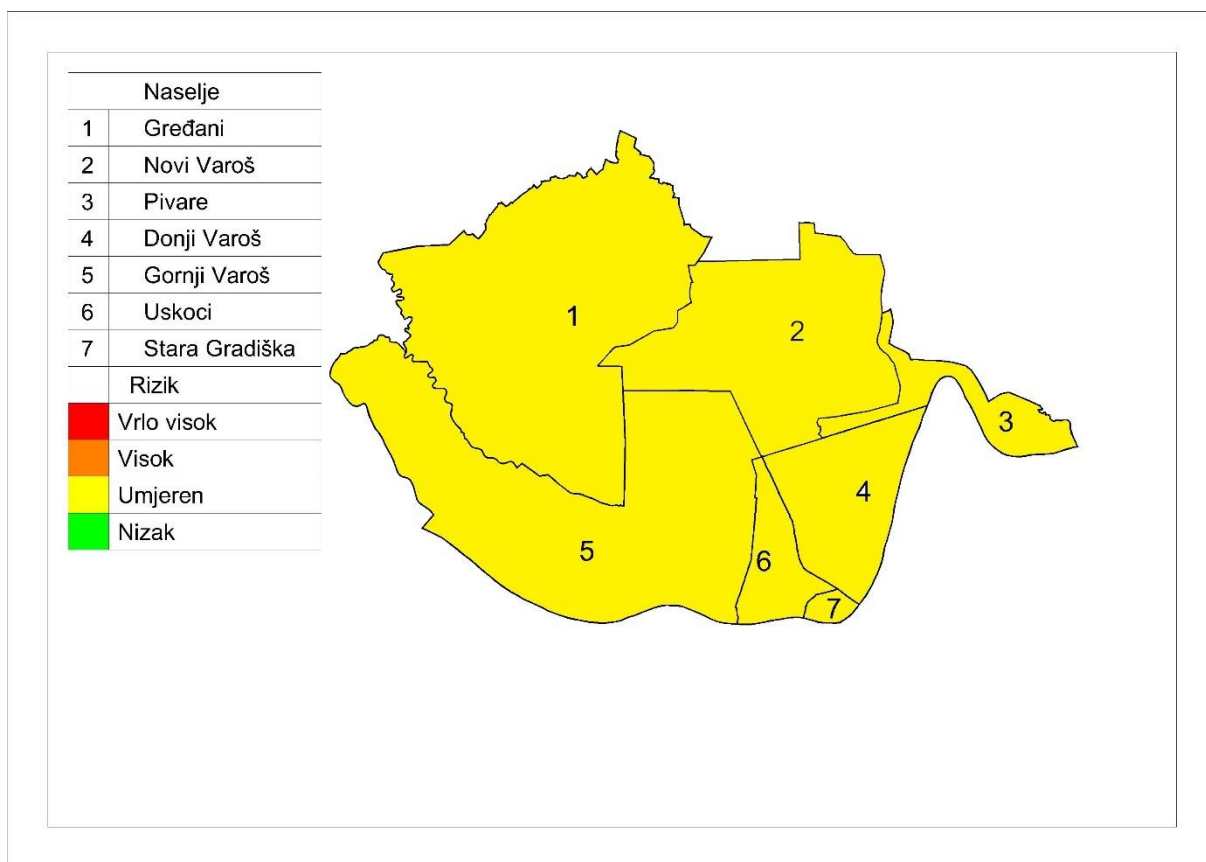 Naselje
1 Gređani
2 Novi Varoš
3 Pivare
4 Donji Varoš
5 Gornji Varoš
6 Uskoci
7 Stara Gradiška
Rizik
Vrlo visok
Visok
Umjeren
Nizak
1
2
3
4
5
6
7